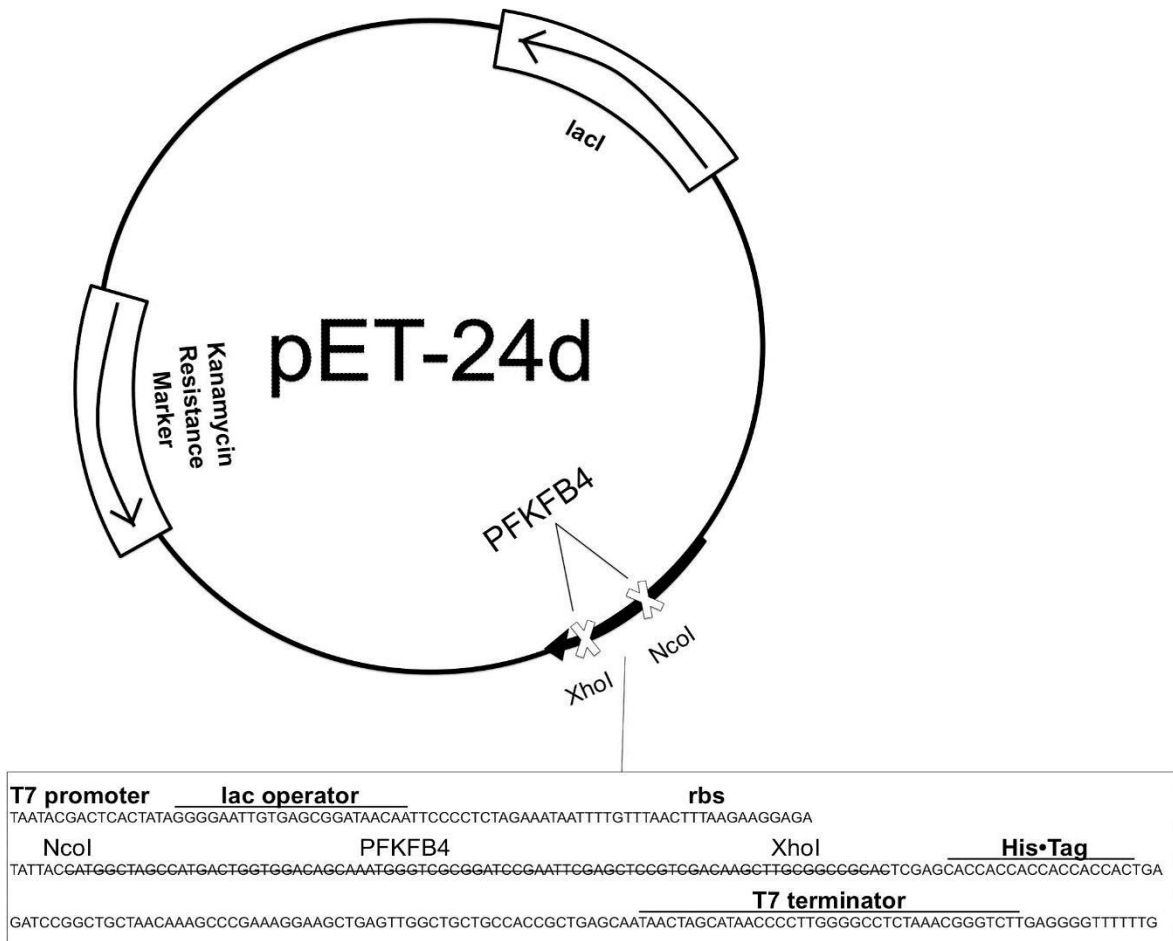 lacI
Kanamycin
Resistance
Marker
pET-24d
PFKFB4
NcoI
XhoI
T7 promoter lac operator rbs
TAATACGACTCACTATAGGGGAATTGTGAGCGGATAACAATTCCCCTCTAGAAATAATTTTGTTTAACTTTAAGAAGGAGA
NcoI PFKFB4 XhoI His•Tag
TATTACCATGGCTAGCCATGACTGGTGGACAGCAAATGGGTCGCGGATCCGAATTCGAGCTCCGTCGACAAGCTTGCGGCCGCACTCGAGCACCACCACCACCACCACTGA
T7 terminator
GATCCGGCTGCTAACAAAGCCCGAAAGGAAGCTGAGTTGGCTGCTGCCACCGCTGAGCAATAACTAGCATAACCCCTTGGGGCCTCTAAACGGGTCTTGAGGGGTTTTTTG